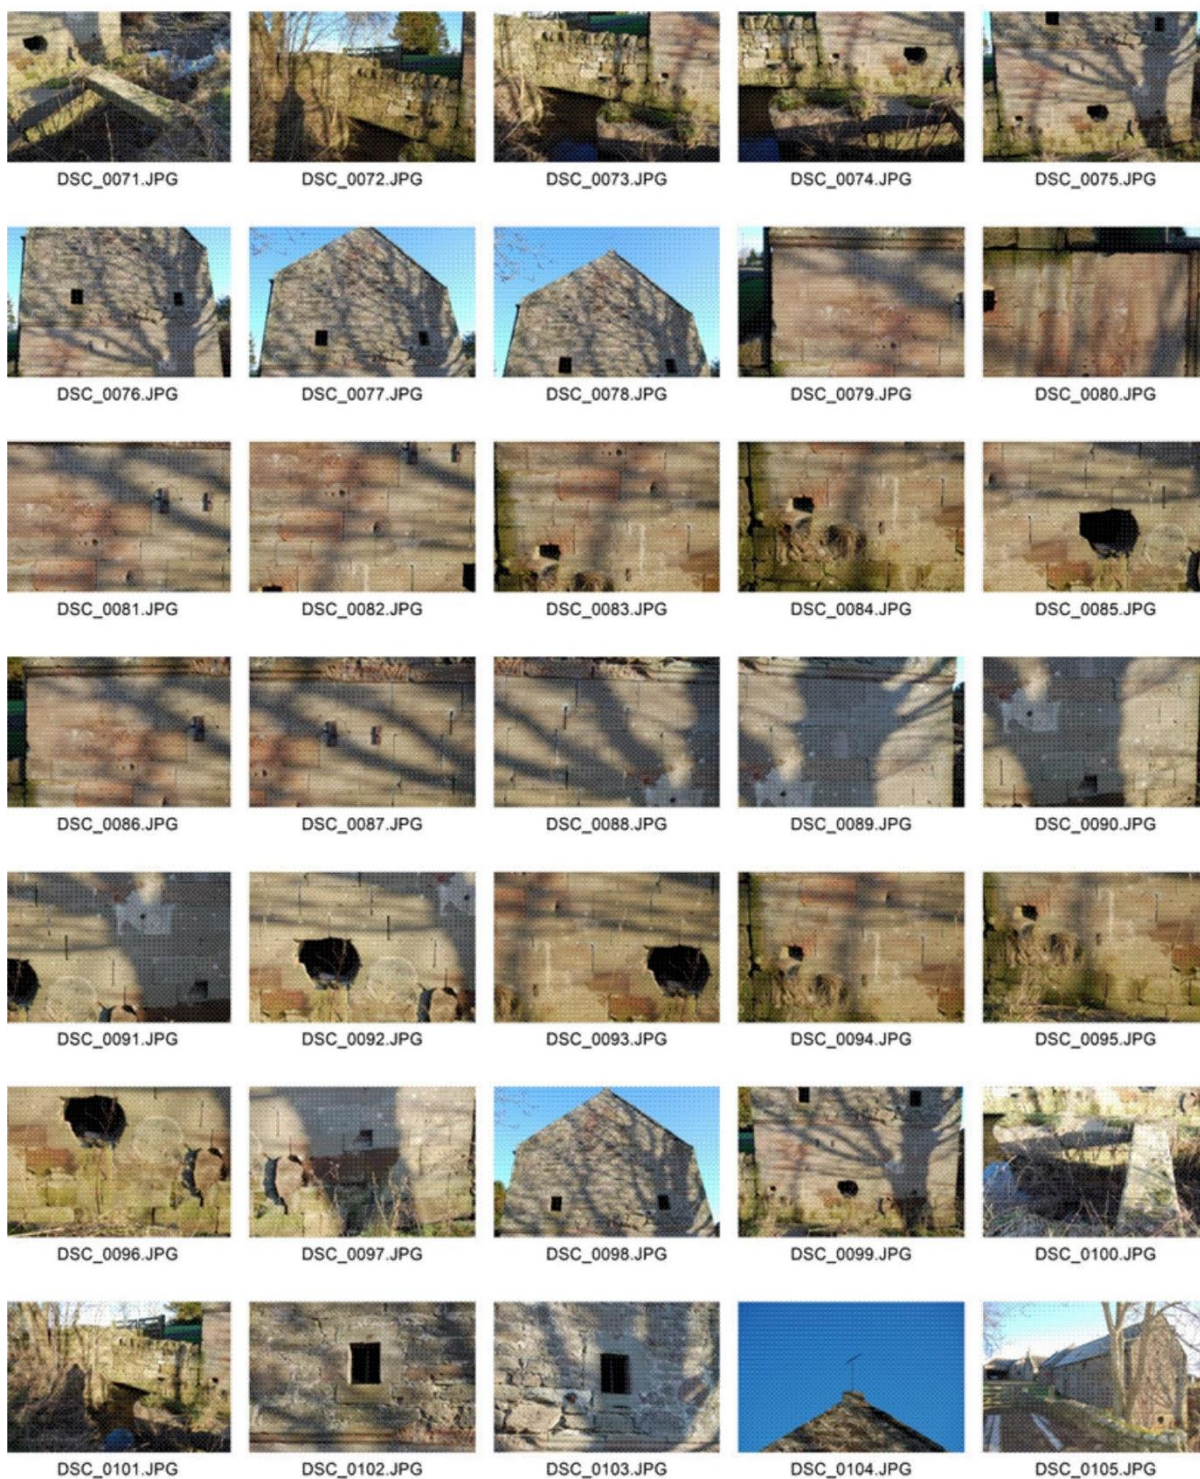 DSC_0071.JPG DSC_0072.JPG DSC_0073.JPG DSC_0074.JPG DSC_0075.JPG
DSC_0076.JPG DSC_0077.JPG DSC_0078.JPG DSC_0079.JPG DSC_0080.JPG
DSC_0081.JPG DSC_0082.JPG DSC_0083.JPG DSC_0084.JPG DSC_0085.JPG
DSC_0086.JPG DSC_0087.JPG DSC_0088.JPG DSC_0089.JPG DSC_0090.JPG
DSC_0091.JPG DSC_0092.JPG DSC_0093.JPG DSC_0094.JPG DSC_0095.JPG
DSC_0096.JPG DSC_0097.JPG DSC_0098.JPG DSC_0099.JPG DSC_0100.JPG
DSC_0101.JPG DSC_0102.JPG DSC_0103.JPG DSC_0104.JPG DSC_0105.JPG